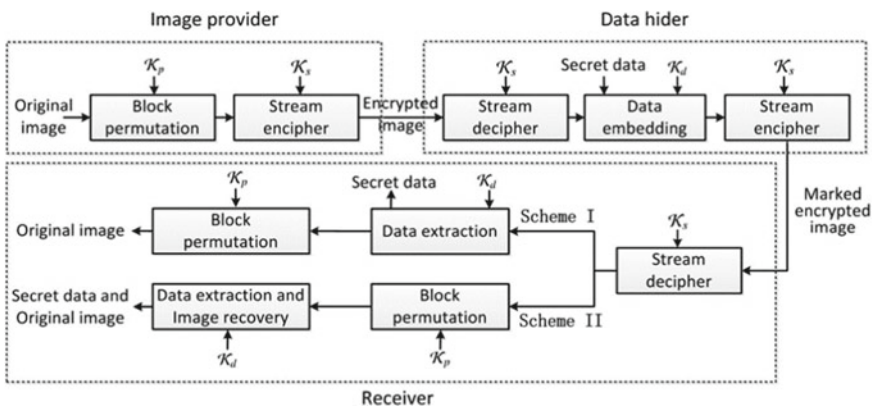 Image provider
Data hider
𝒦p
𝒦s
𝒦s
Secret data
𝒦d
𝒦s
Original
image
Block
permutation
Stream
encipher
Encrypted
image
Stream
decipher
Data
embedding
Stream
encipher
𝒦p
Secret data
𝒦d
Scheme I
𝒦s
Marked
encrypted
image
Original image
Block
permutation
Data extraction
Stream
decipher
Secret data and
Original image
Data extraction and
Image recovery
Block
permutation
Scheme II
𝒦d
𝒦p
Receiver